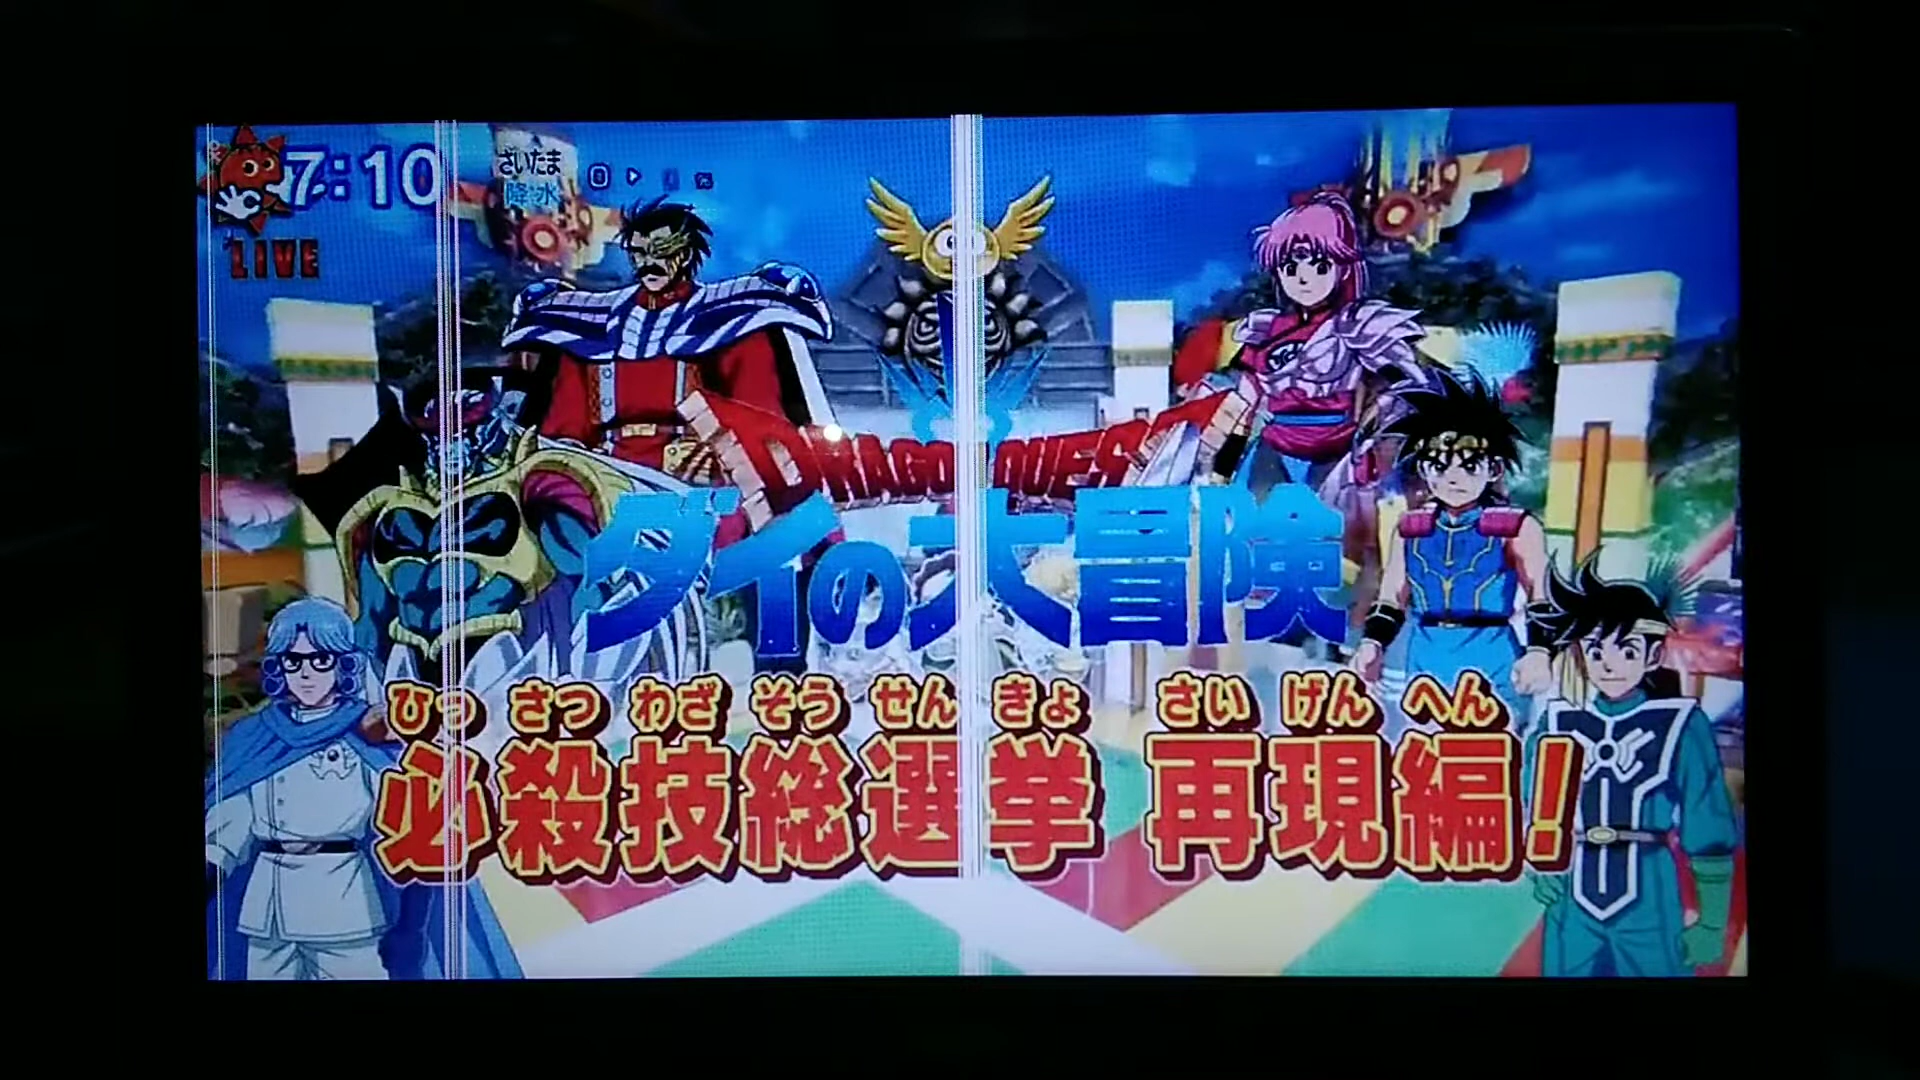 7:10
LIVE
さいたま
降水
DRAGON QUEST
ダイの大冒険
ひっ さつ わざ そう せん きょ さい げん へん
必殺技総選挙 再現編!